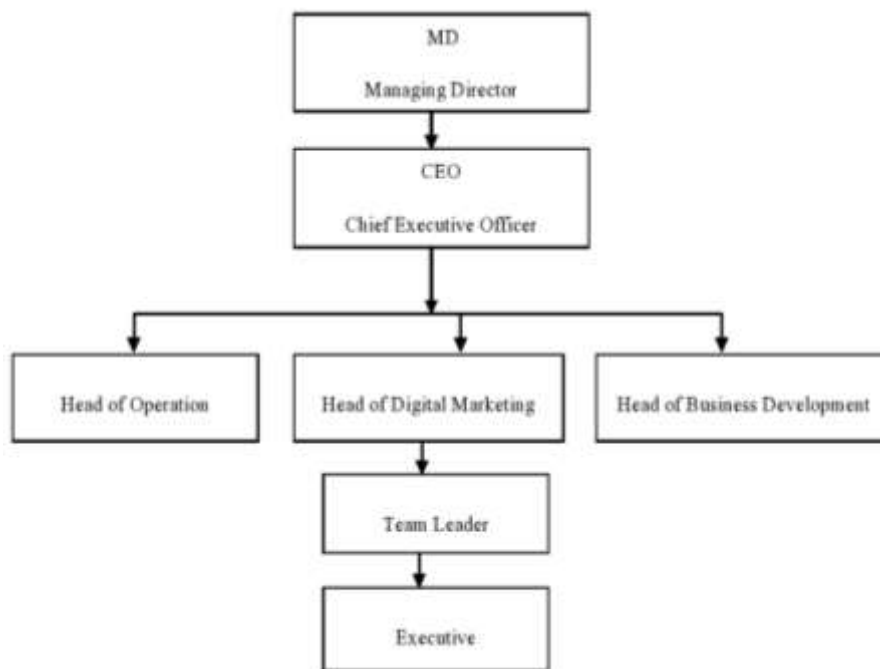 MD
Managing Director
CEO
Chief Executive Officer
Head of Operation
Head of Digital Marketing
Head of Business Development
Team Leader
Executive